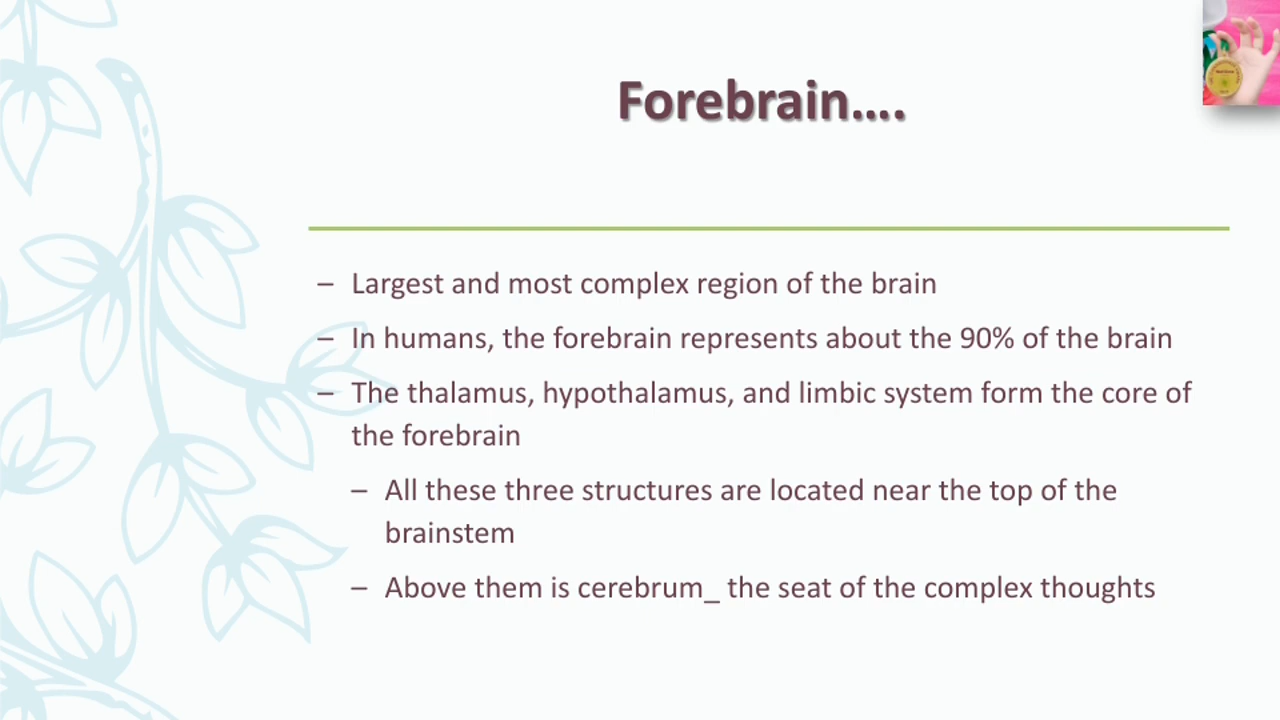 Forebrain....
– Largest and most complex region of the brain
– In humans, the forebrain represents about the 90% of the brain
– The thalamus, hypothalamus, and limbic system form the core of
the forebrain
– All these three structures are located near the top of the
brainstem
– Above them is cerebrum_ the seat of the complex thoughts